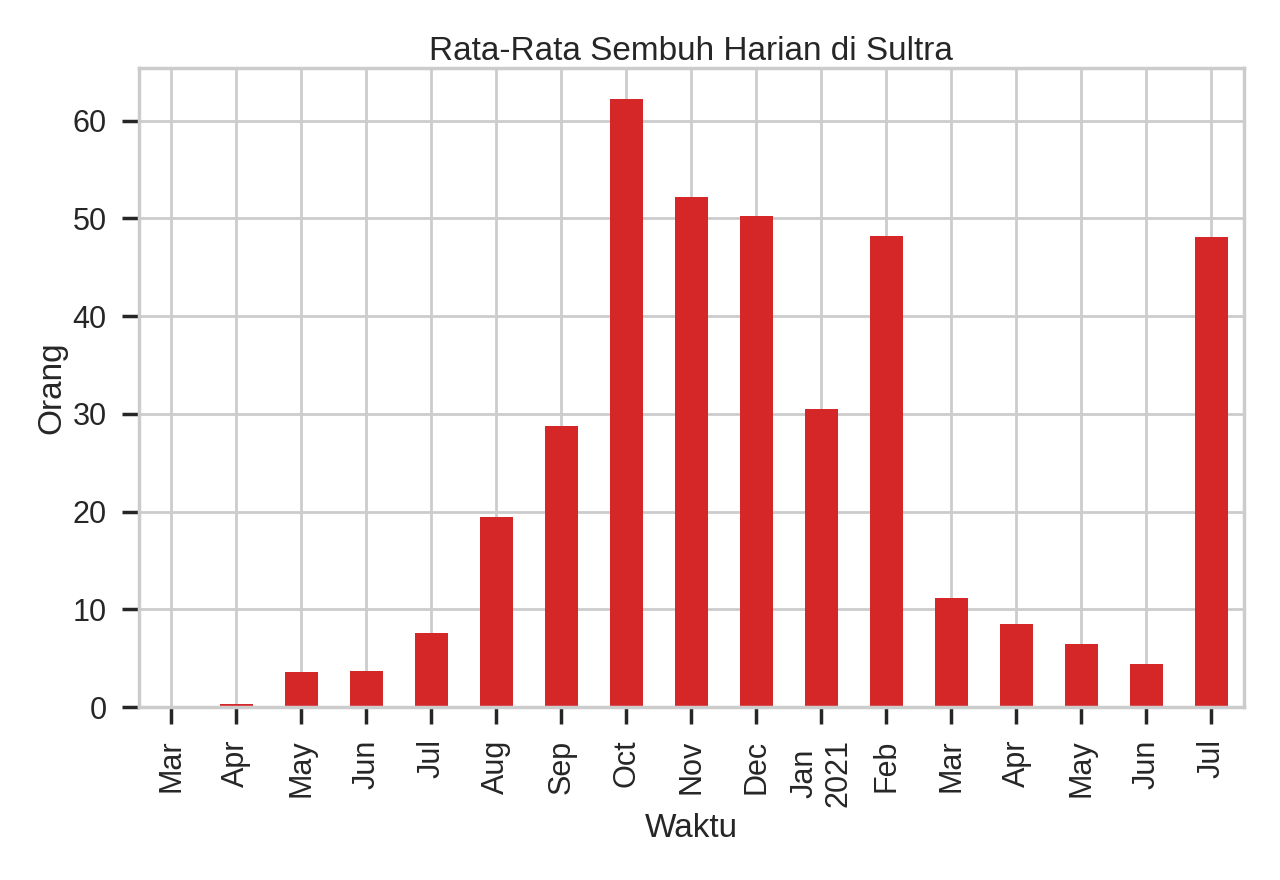 Rata-Rata Sembuh Harian di Sultra
60
50
40
30
20
10
0
Orang
Mar
Apr
May
Jun
Jul
Aug
Sep
Oct
Nov
Dec
Jan
2021
Feb
Mar
Apr
May
Jun
Jul
Waktu